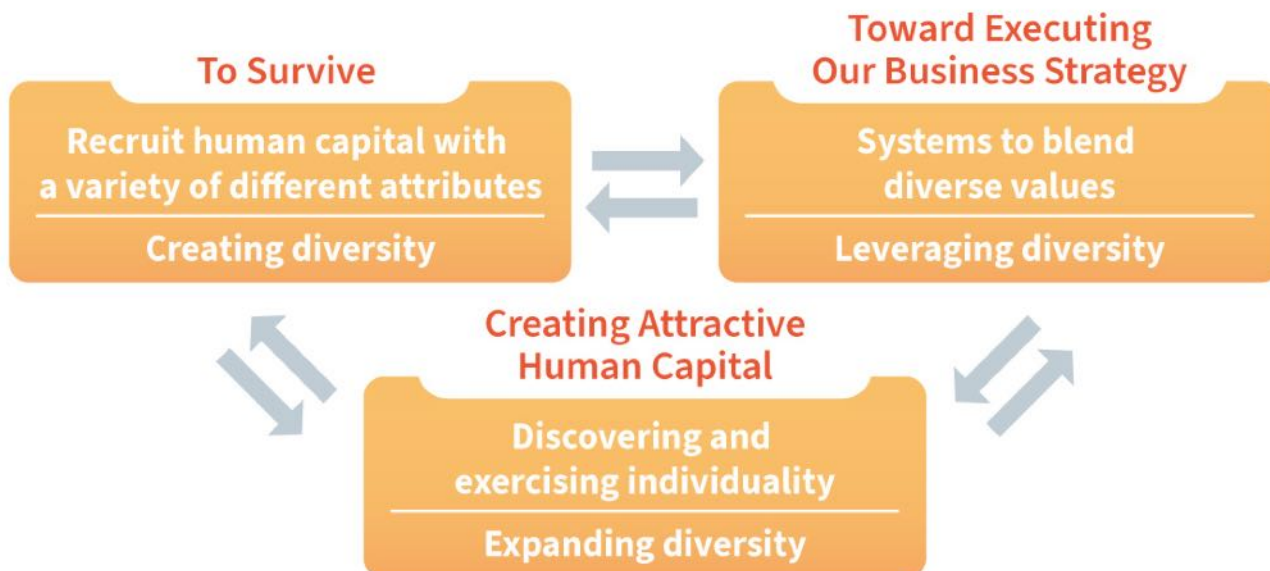 To Survive
Recruit human capital with
a variety of different attributes
Creating diversity
Toward Executing
Our Business Strategy
Systems to blend
diverse values
Leveraging diversity
Creating Attractive
Human Capital
Discovering and
exercising individuality
Expanding diversity